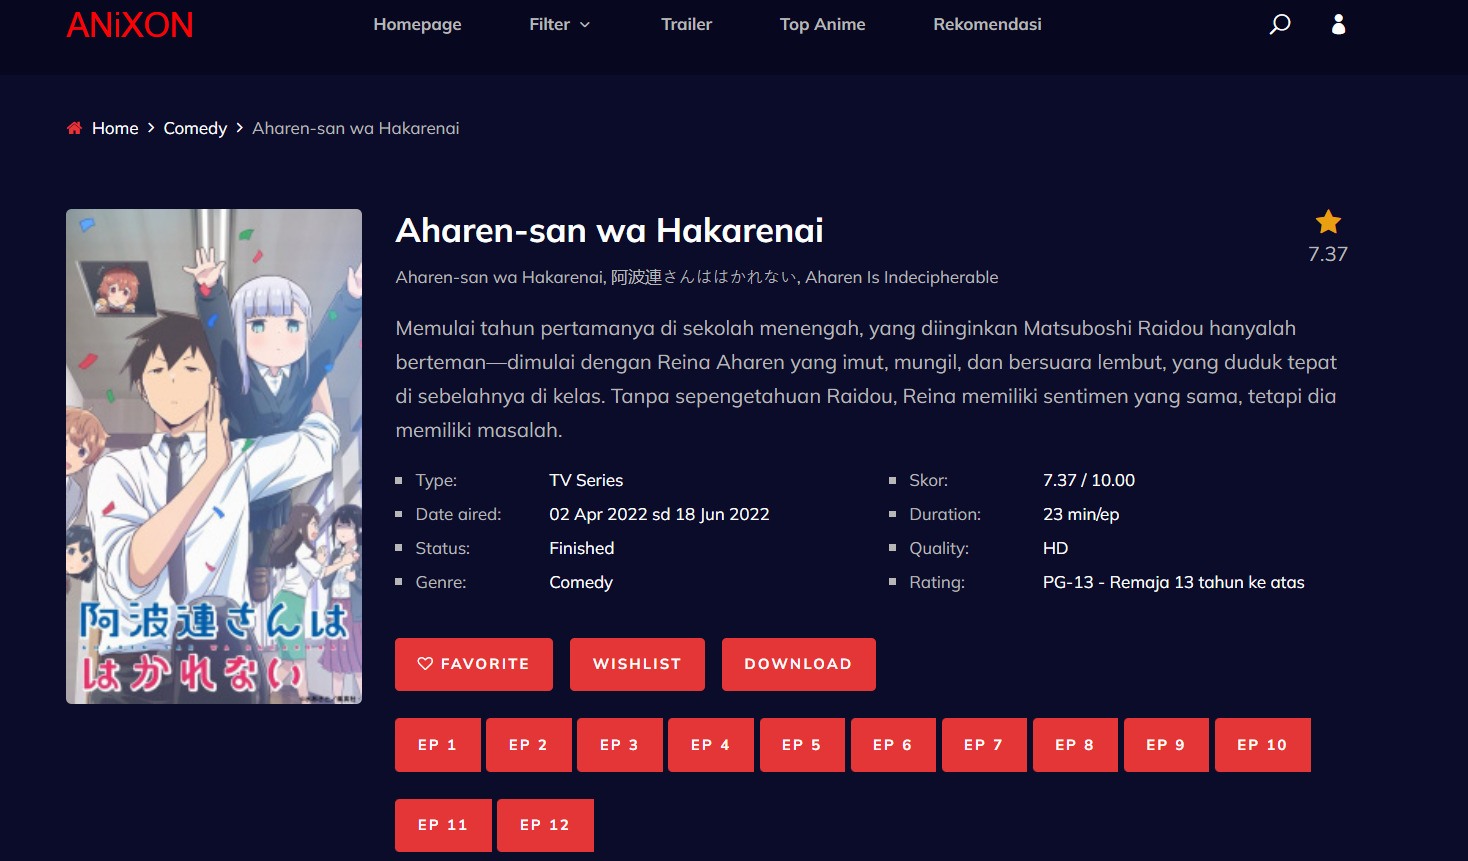 ANiXON
Homepage
Filter
Trailer
Top Anime
Rekomendasi
Home
Comedy
Aharen-san wa Hakarenai
Aharen-san wa Hakarenai
7.37
Aharen-san wa Hakarenai, 阿波連さんははかれない, Aharen Is Indecipherable
Memulai tahun pertamanya di sekolah menengah, yang diinginkan Matsuboshi Raidou hanyalah
berteman—dimulai dengan Reina Aharen yang imut, mungil, dan bersuara lembut, yang duduk tepat
di sebelahnya di kelas. Tanpa sepengetahuan Raidou, Reina memiliki sentimen yang sama, tetapi dia
memiliki masalah.
Type: TV Series
Date aired: 02 Apr 2022 sd 18 Jun 2022
Status: Finished
Genre: Comedy
Skor: 7.37 / 10.00
Duration: 23 min/ep
Quality: HD
Rating: PG-13 - Remaja 13 tahun ke atas
阿波連さんは
はかれない
FAVORITE
WISHLIST
DOWNLOAD
EP 1
EP 2
EP 3
EP 4
EP 5
EP 6
EP 7
EP 8
EP 9
EP 10
EP 11
EP 12